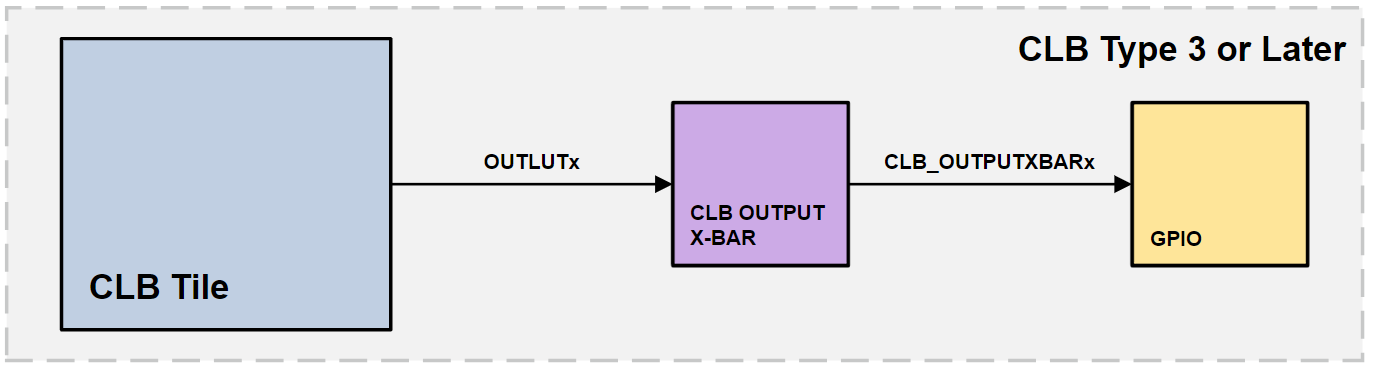 CLB Type 3 or Later
OUTLUTx
CLB_OUTPUTXBARx
CLB OUTPUT
X-BAR
GPIO
CLB Tile